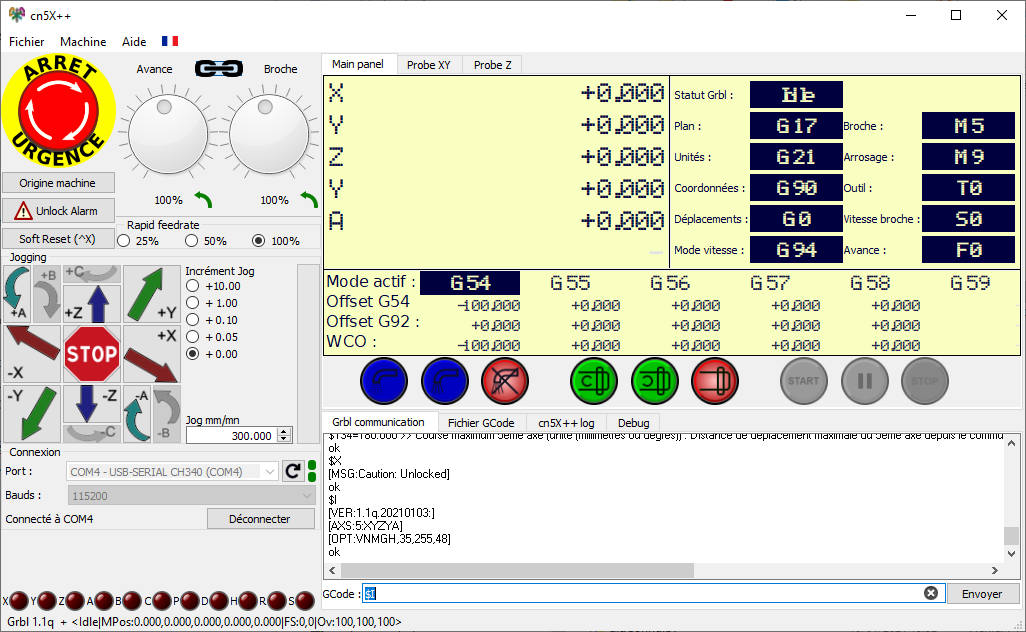 cn5X++
Fichier Machine Aide
ARRET
URGENCE
Avance Broche
100% 100%
Origine machine
Unlock Alarm
Soft Reset (^X)
Rapid feedrate
25% 50% 100%
Jogging
+A +B +C +Z +Y
-X STOP +X
-Y -Z -C -A -B
Incrément Jog
+10.00
+ 1.00
+ 0.10
+ 0.05
+ 0.00
Jog mm/mn
300.000
Connexion
Port : COM4 - USB-SERIAL CH340 (COM4)
Bauds : 115200
Connecté à COM4 Déconnecter
X Y Z A B C P D H R S
Main panel Probe XY Probe Z
X +0.000
Y +0.000
Z +0.000
Y +0.000
A +0.000
Statut Grbl :
Plan : G17 Broche : M5
Unités : G21 Arrosage : M9
Coordonnées : G90 Outil : T0
Déplacements : G0 Vitesse broche : S0
Mode vitesse : G94 Avance : F0
Mode actif : G54 G55 G56 G57 G58 G59
Offset G54 -100.000 +0.000 +0.000 +0.000 +0.000
Offset G92 : +0.000 +0.000 +0.000 +0.000 +0.000
WCO : -100.000 +0.000 +0.000 +0.000 +0.000
START STOP
Grbl communication Fichier GCode cn5X++ log Debug
$134=180.000 >> Course maximum 5eme axe (unité (millimètres ou degrés)) : Distance de déplacement maximale du 5eme axe depuis le commu
ok
$X
[MSG:Caution: Unlocked]
ok
$I
[VER:1.1q.20210103:]
[AXS:5:XYZYA]
[OPT:VNMGH,35,255,48]
ok
GCode : $I Envoyer
Grbl 1.1q + <Idle|MPos:0.000,0.000,0.000,0.000,0.000|FS:0,0|Ov:100,100,100>